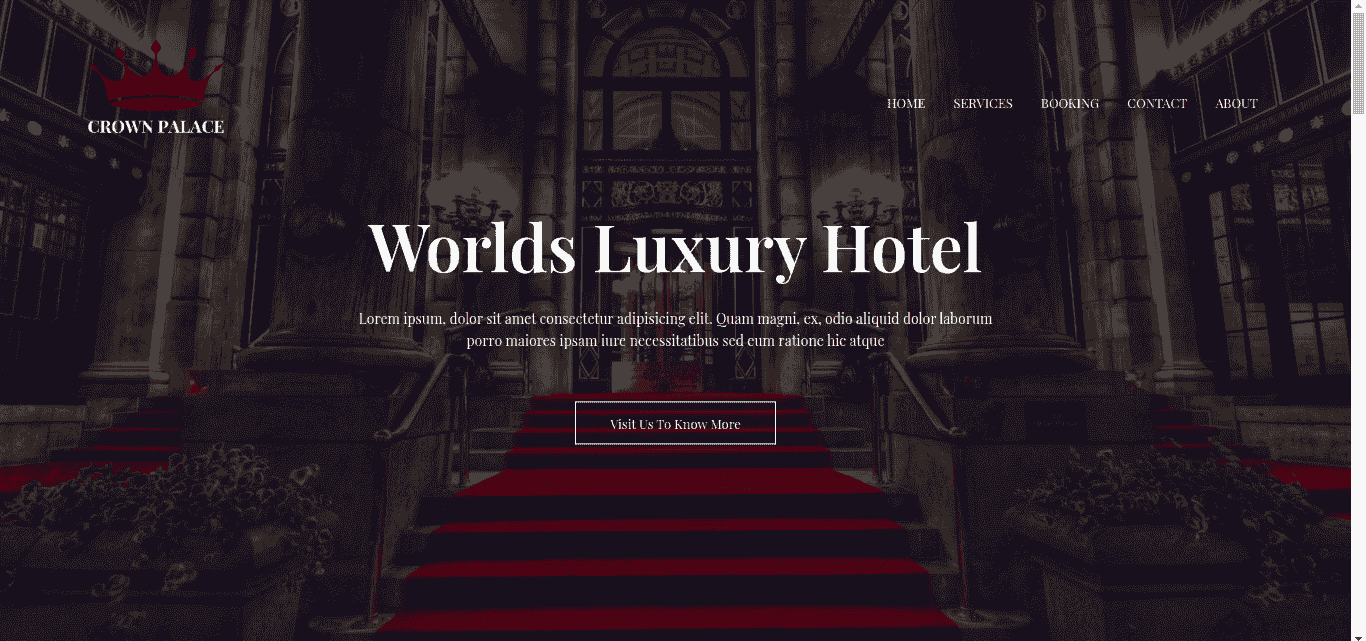 CROWN PALACE
HOME SERVICES BOOKING CONTACT ABOUT
Worlds Luxury Hotel
Lorem ipsum, dolor sit amet consectetur adipisicing elit. Quam magni, ex, odio aliquid dolor laborum
porro maiores ipsam iure necessitatibus sed eum ratione hic atque
Visit Us To Know More